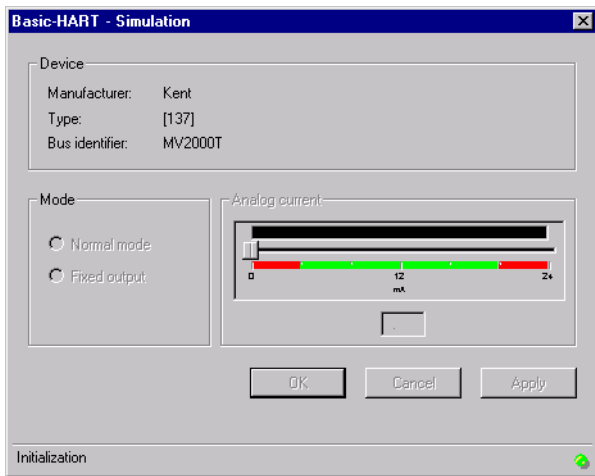 Basic-HART - Simulation
Device
Manufacturer: Kent
Type: [137]
Bus identifier: MV2000T
Mode
Normal mode
Fixed output
Analog current
0 12 24
mA
.
OK Cancel Apply
Initialization